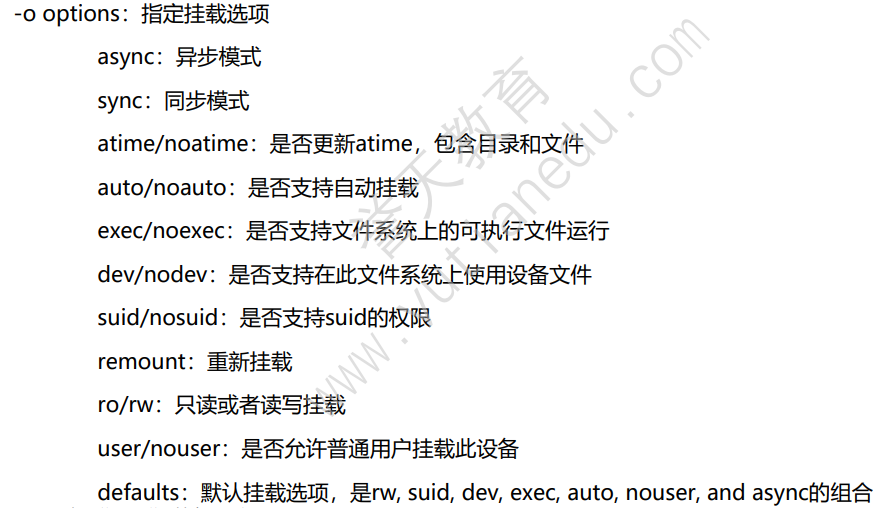 -o options：指定挂载选项
async：异步模式
sync：同步模式
atime/noatime：是否更新atime，包含目录和文件
auto/noauto：是否支持自动挂载
exec/noexec：是否支持文件系统上的可执行文件运行
dev/nodev：是否支持在此文件系统上使用设备文件
suid/nosuid：是否支持suid的权限
remount：重新挂载
ro/rw：只读或者读写挂载
user/nouser：是否允许普通用户挂载此设备
defaults：默认挂载选项，是rw, suid, dev, exec, auto, nouser, and async的组合
誉天教育
www.yutianedu.com